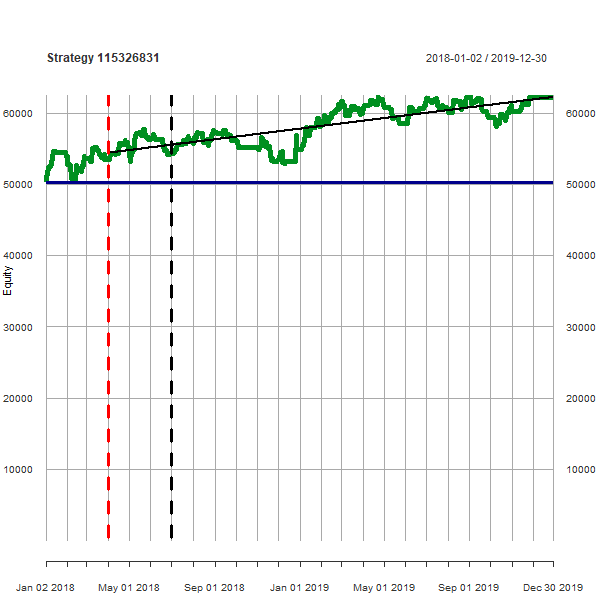 Strategy 115326831
2018-01-02 / 2019-12-30
60000
60000
50000
50000
40000
40000
Equity
30000
30000
20000
20000
10000
10000
Jan 02 2018
May 01 2018
Sep 01 2018
Jan 01 2019
May 01 2019
Sep 01 2019
Dec 30 2019